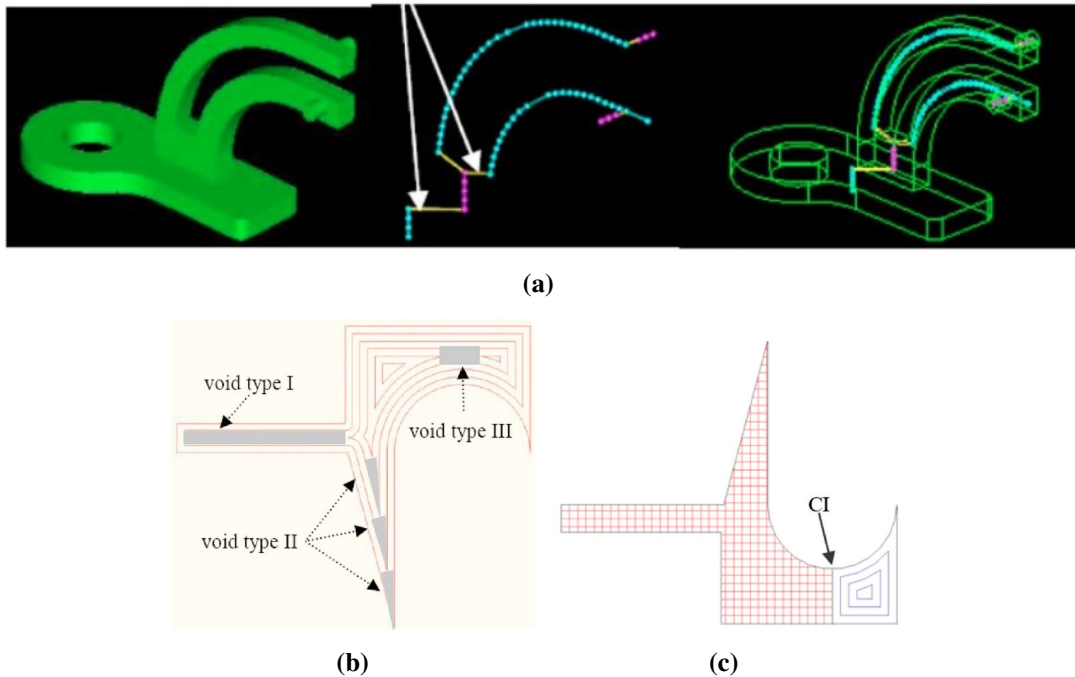 (a)
void type I
void type III
void type II
CI
(b)
(c)